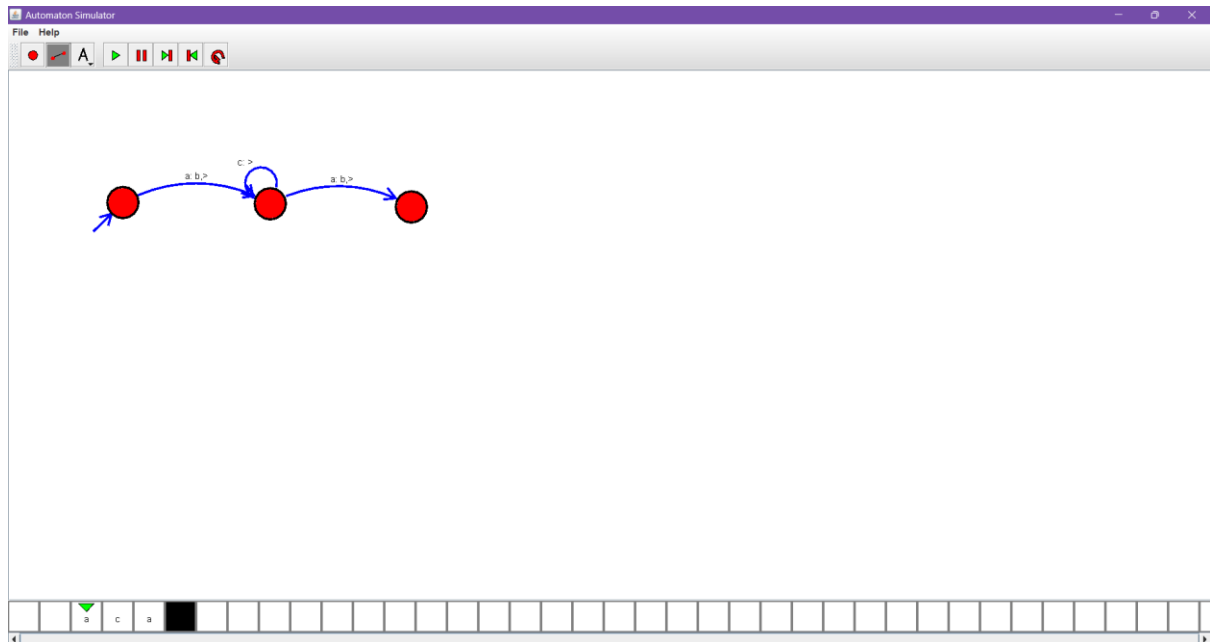 Automaton Simulator
File Help
A
c: >
a: b,> a: b,>
a c a